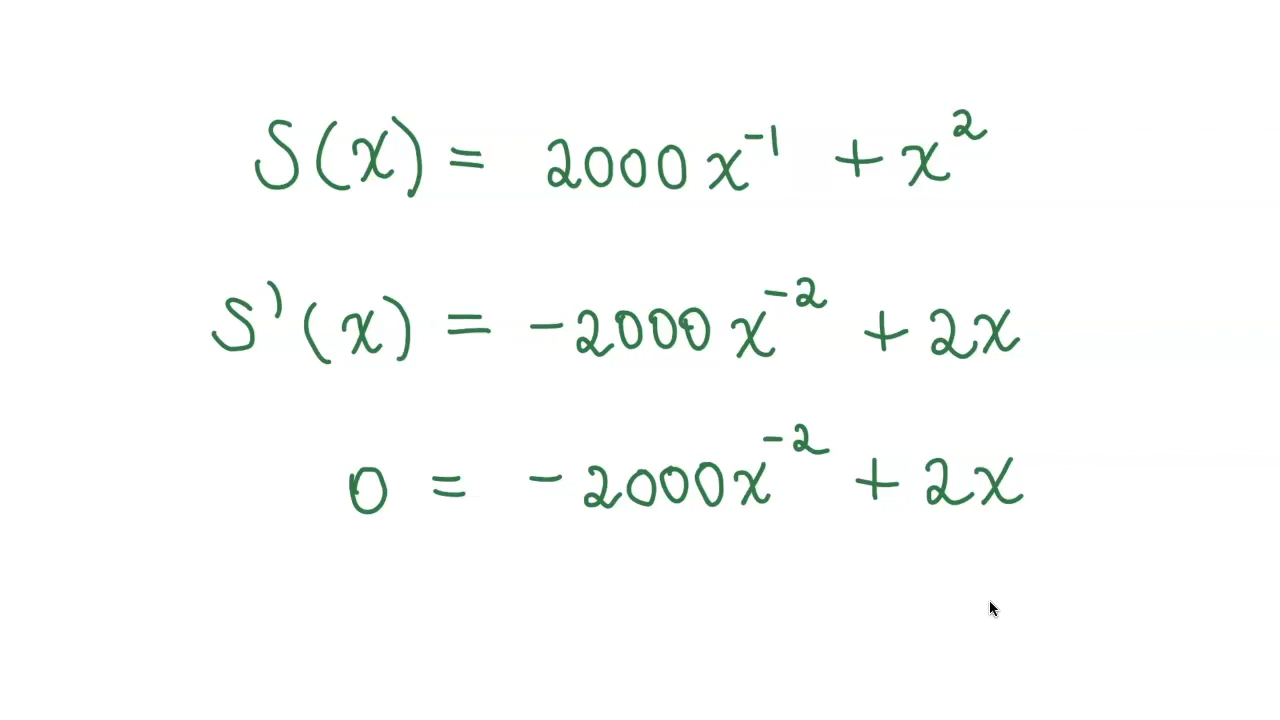 S(x) = 2000x⁻¹ + x²
S'(x) = -2000x⁻² + 2x
0 = -2000x⁻² + 2x